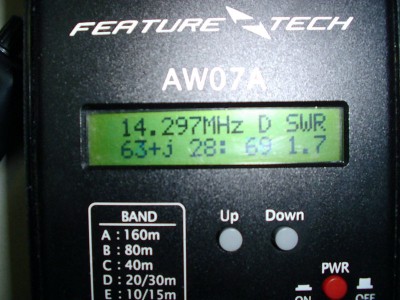 FEATURE TECH
AW07A
14.297MHz D SWR
63+j 28: 69 1.7
BAND
A : 160m
B : 80m
C : 40m
D : 20/30m
E : 10/15m
Up Down
PWR
ON OFF